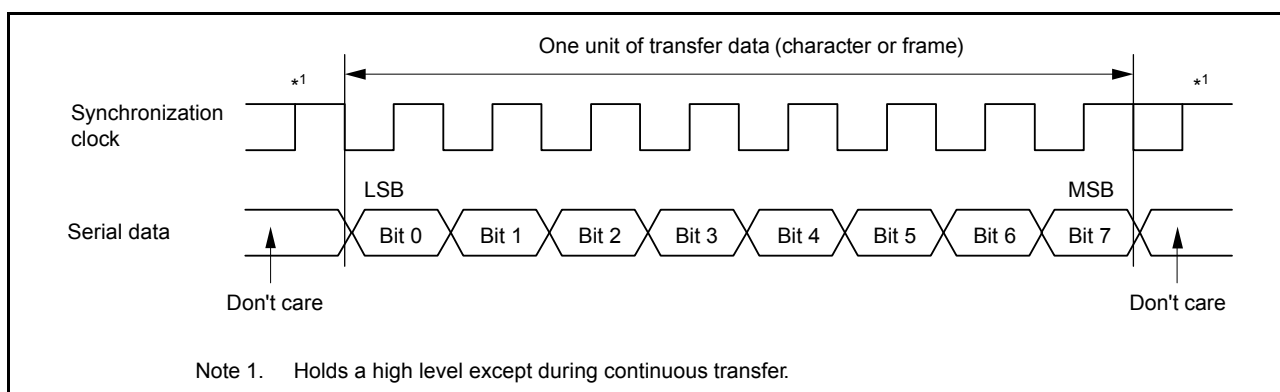 One unit of transfer data (character or frame)
*1
*1
Synchronization
clock
LSB
MSB
Serial data
Bit 0
Bit 1
Bit 2
Bit 3
Bit 4
Bit 5
Bit 6
Bit 7
Don't care
Don't care
Note 1. Holds a high level except during continuous transfer.